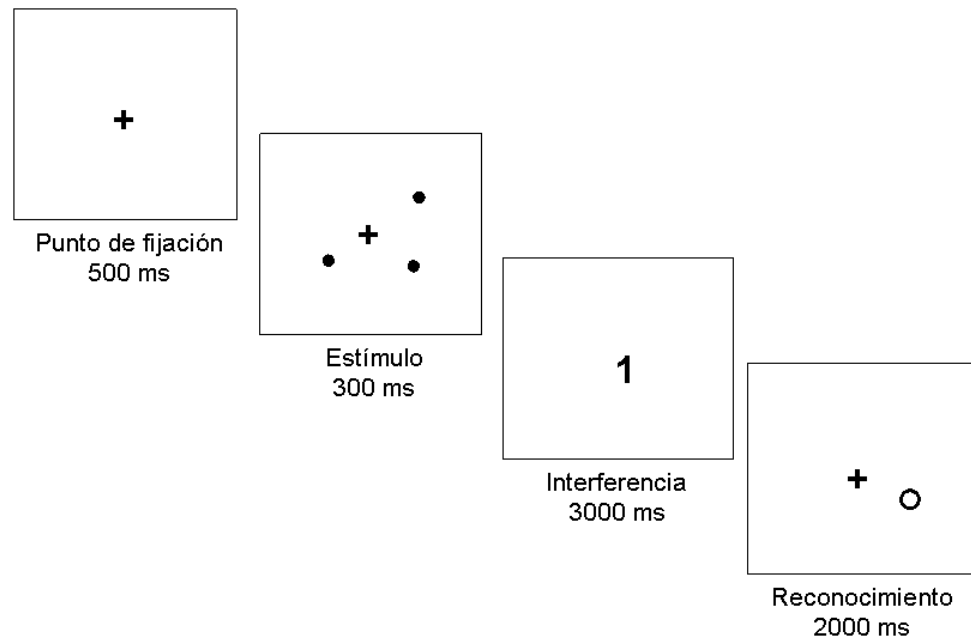 Punto de fijación
500 ms
Estímulo
300 ms
1
Interferencia
3000 ms
Reconocimiento
2000 ms